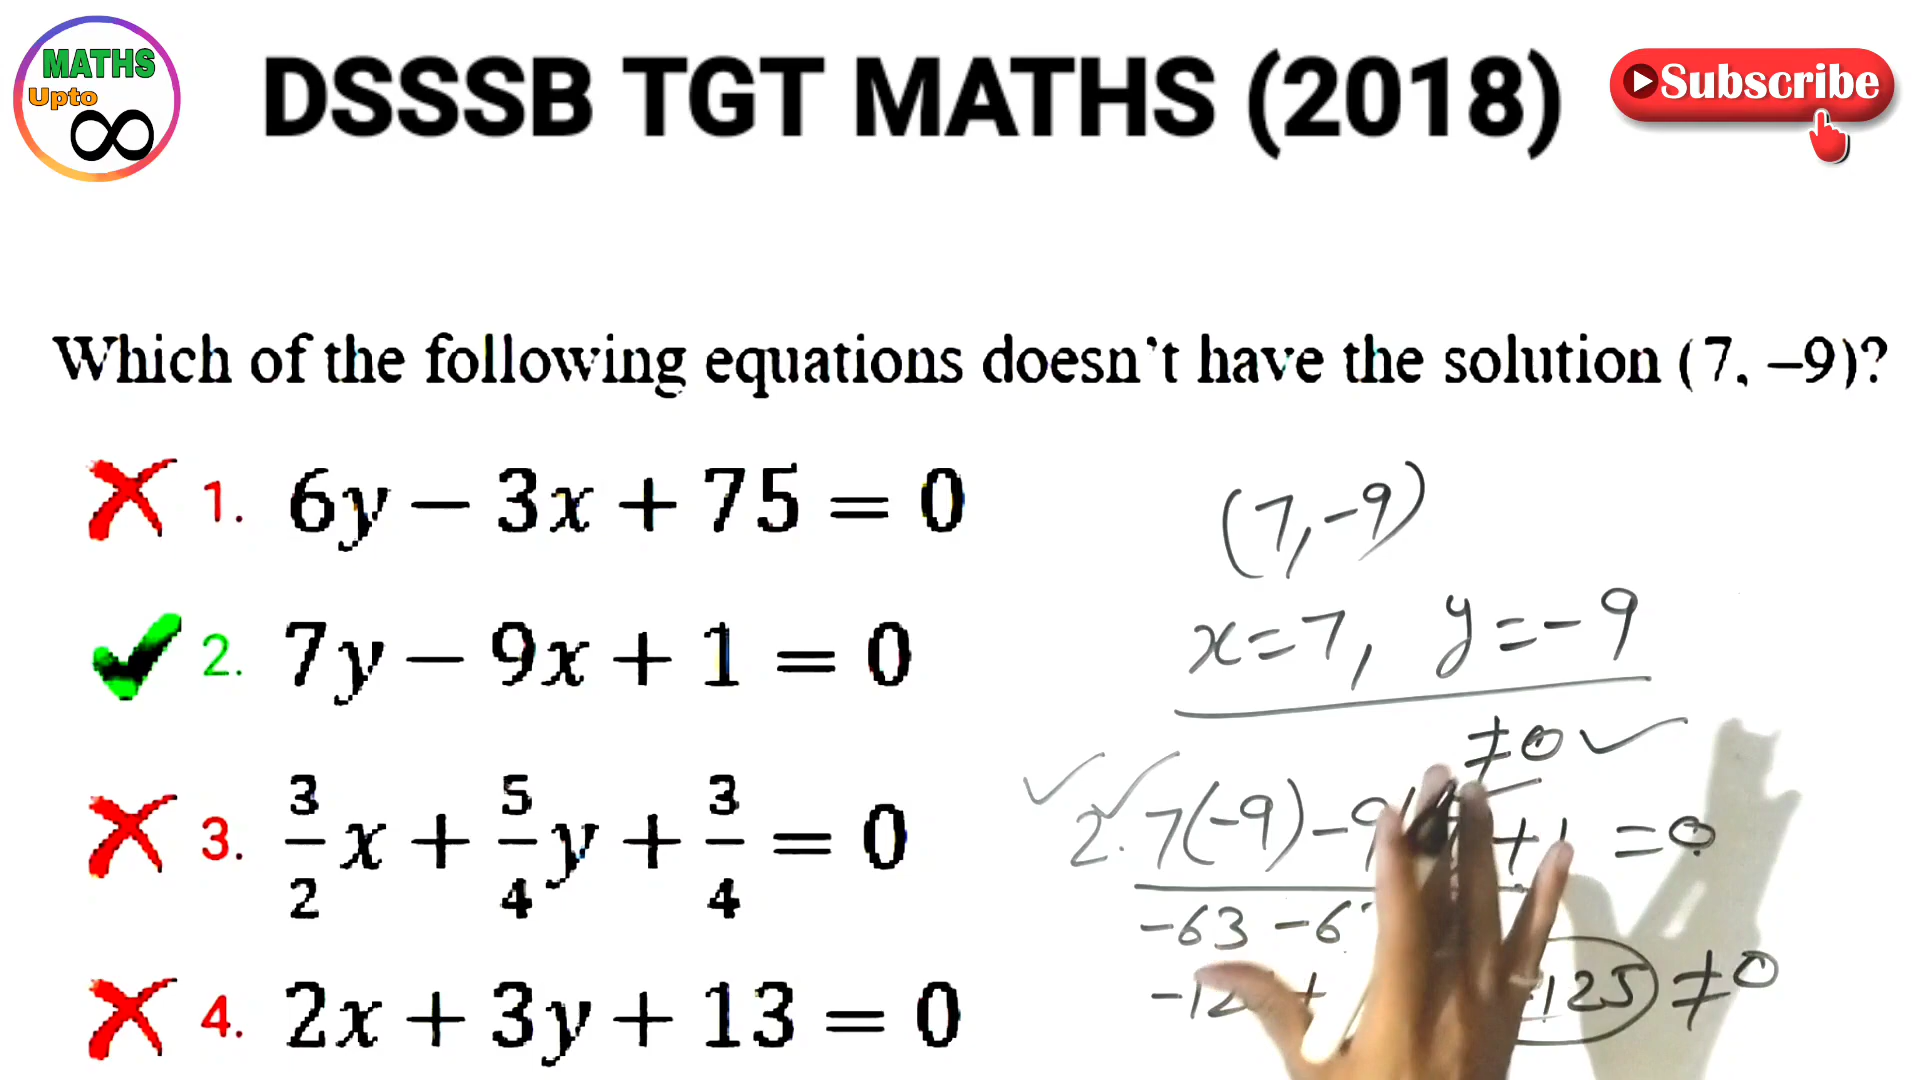 MATHS
Upto
∞
DSSSB TGT MATHS (2018)
Subscribe
Which of the following equations doesn't have the solution (7, –9)?
1. 6y − 3x + 75 = 0
2. 7y − 9x + 1 = 0
3. 3/2 x + 5/4 y + 3/4 = 0
4. 2x + 3y + 13 = 0
(7, -9)
x = 7, y = -9
≠ 0
2. 7(-9) - 9 + 1 = 0
-63 -6
-12 +
125 ≠ 0